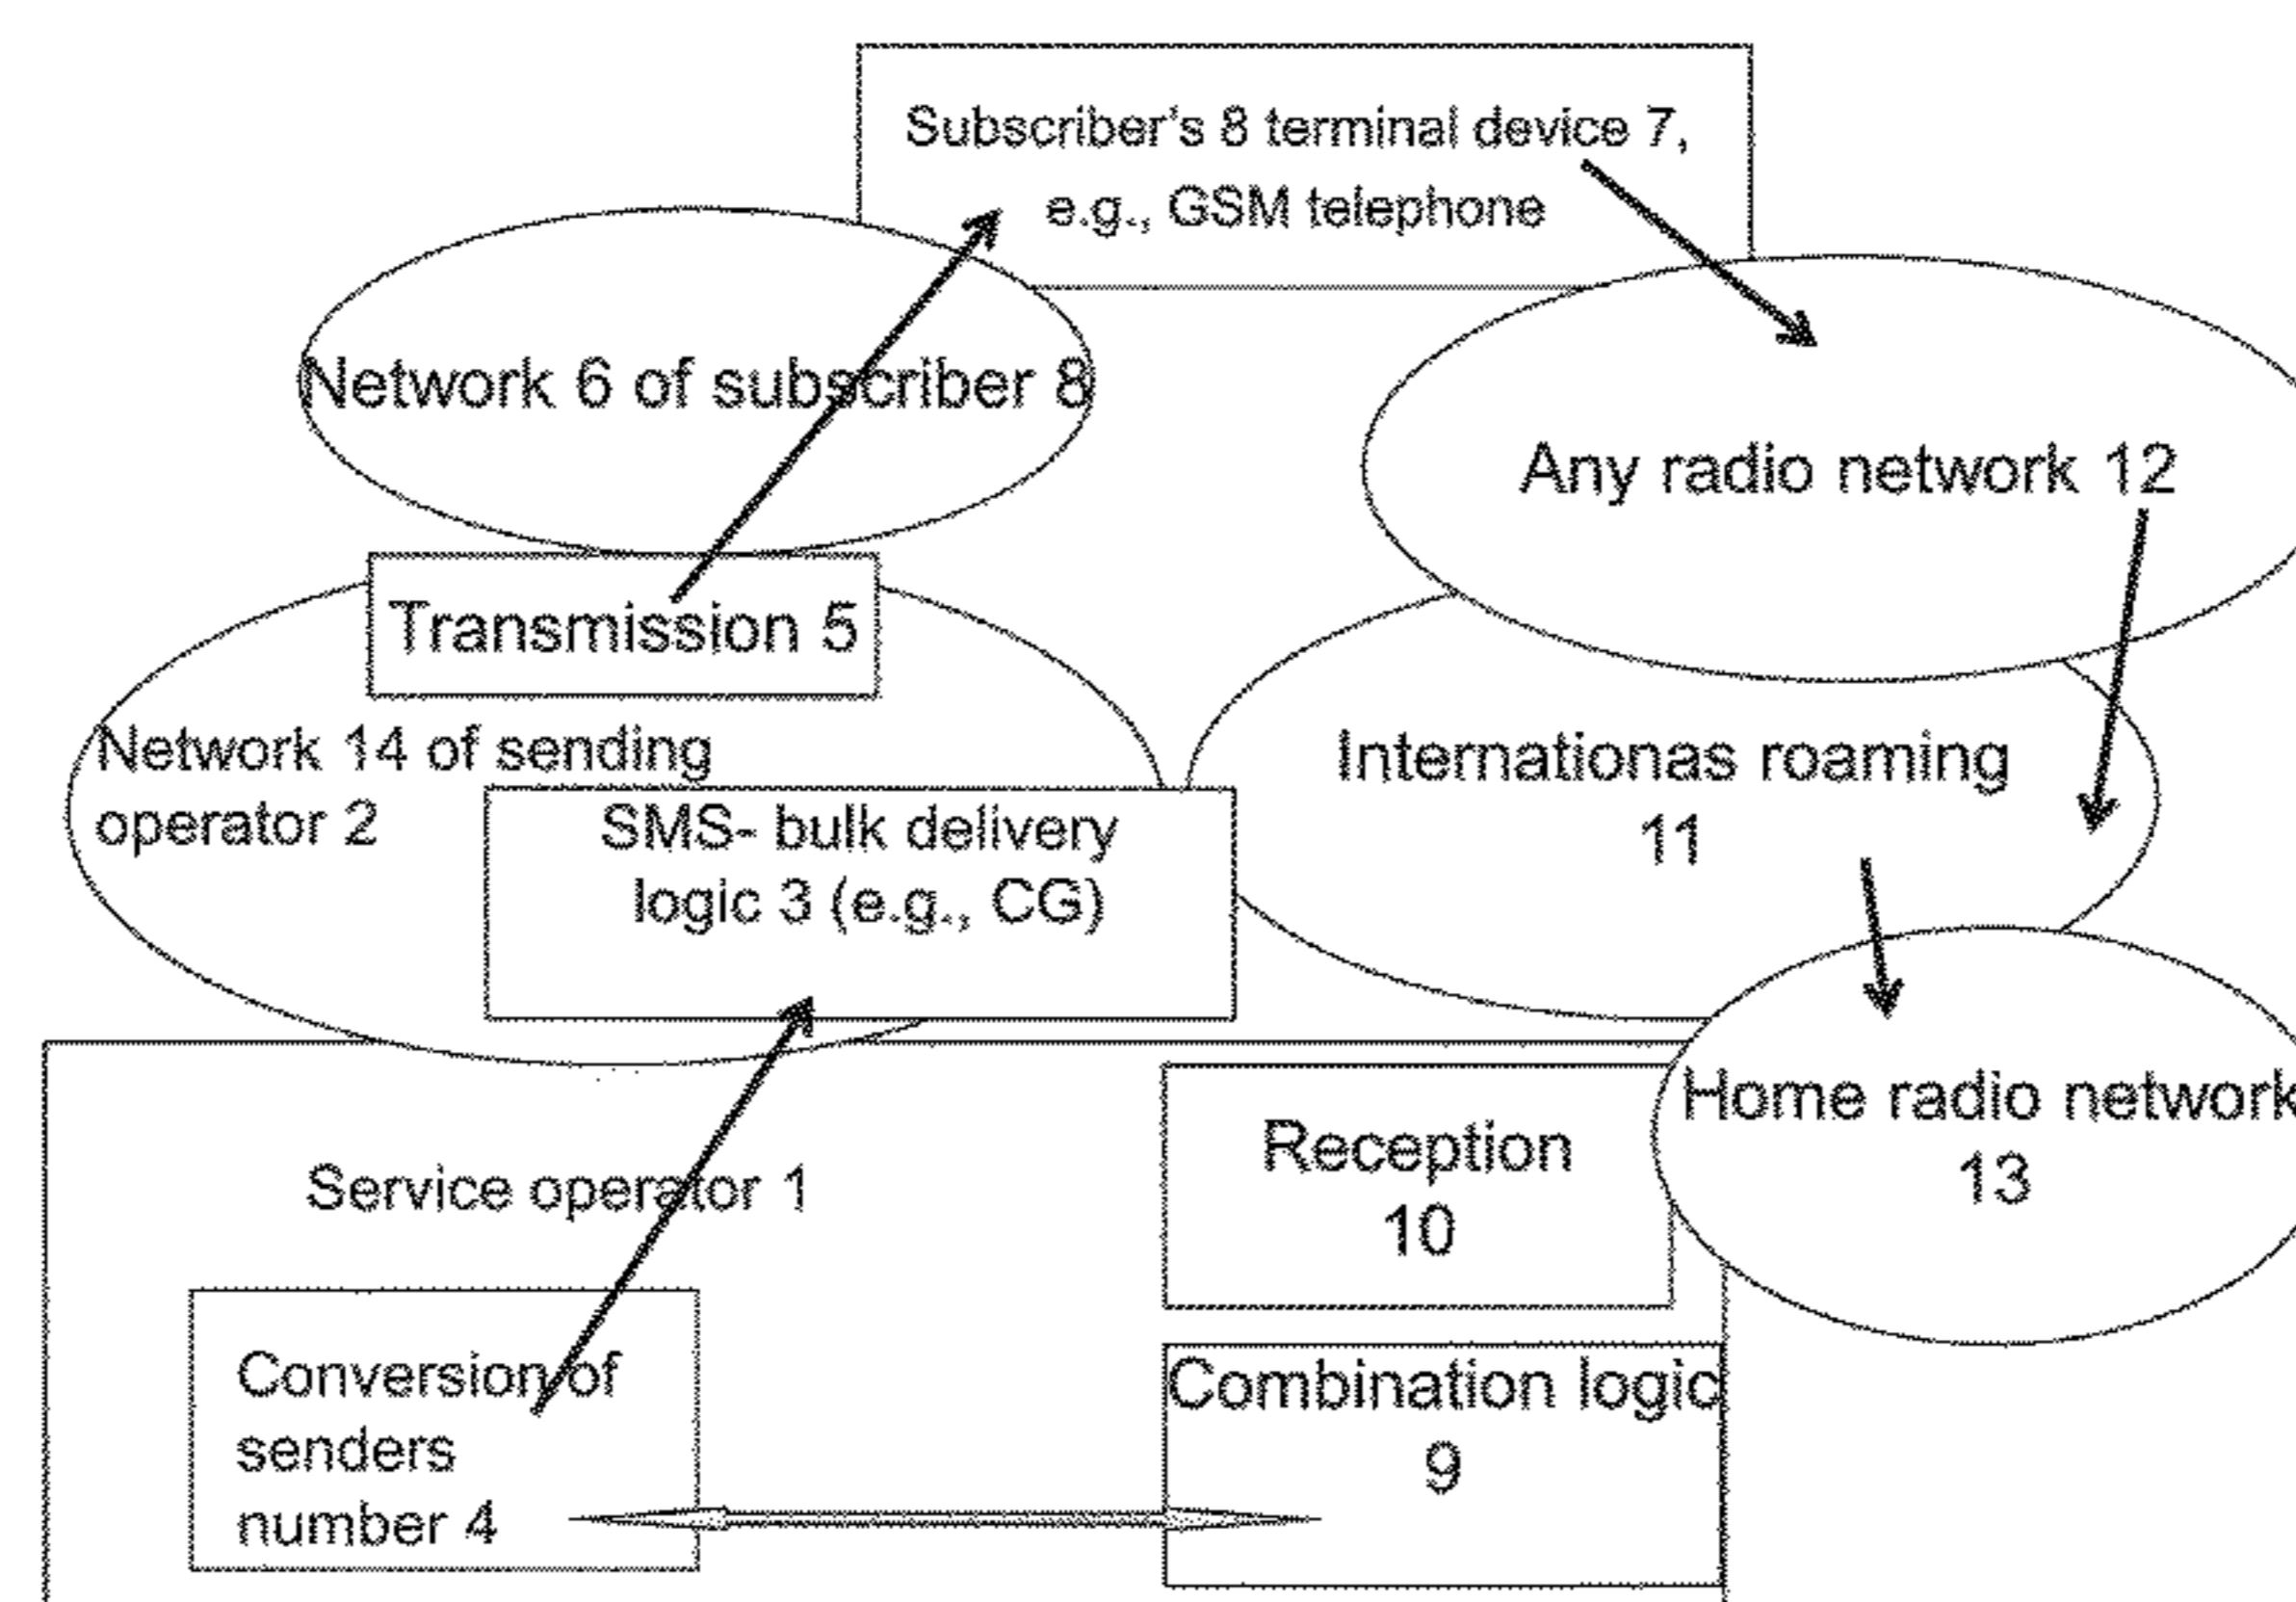 Subscriber's 8 terminal device 7,
e.g., GSM telephone
Network 6 of subscriber 8
Any radio network 12
Transmission 5
Network 14 of sending
operator 2
SMS- bulk delivery
logic 3 (e.g., CG)
Internationas roaming
11
Home radio network
13
Reception
10
Service operator 1
Conversion of
senders
number 4
Combination logic
9